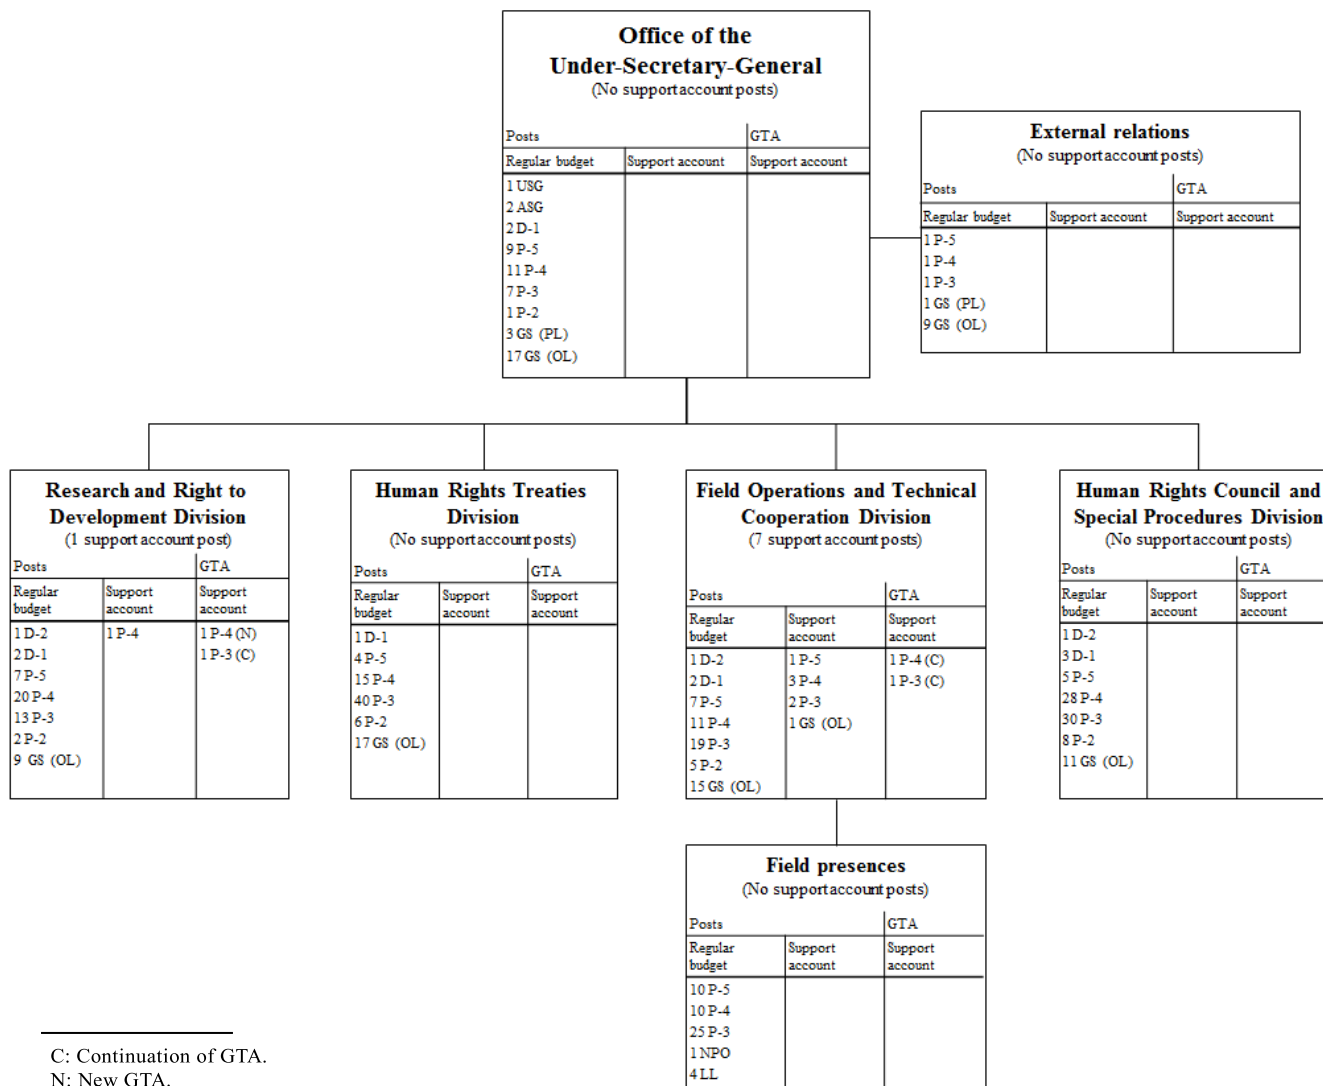 Office of the
Under-Secretary-General
(No support account posts)
Posts
GTA
Regular budget
Support account
Support account
1 USG
2 ASG
2 D-1
9 P-5
11 P-4
7 P-3
1 P-2
3 GS (PL)
17 GS (OL)
External relations
(No support account posts)
Posts
GTA
Regular budget
Support account
Support account
1 P-5
1 P-4
1 P-3
1 GS (PL)
9 GS (OL)
Research and Right to
Development Division
(1 support account post)
Posts
GTA
Regular
budget
Support
account
Support
account
1 D-2
2 D-1
7 P-5
20 P-4
13 P-3
2 P-2
9 GS (OL)
1 P-4
1 P-4 (N)
1 P-3 (C)
Human Rights Treaties
Division
(No support account posts)
Posts
GTA
Regular
budget
Support
account
Support
account
1 D-1
4 P-5
15 P-4
40 P-3
6 P-2
17 GS (OL)
Field Operations and Technical
Cooperation Division
(7 support account posts)
Posts
GTA
Regular
budget
Support
account
Support
account
1 D-2
2 D-1
7 P-5
11 P-4
19 P-3
5 P-2
15 GS (OL)
1 P-5
3 P-4
2 P-3
1 GS (OL)
1 P-4 (C)
1 P-3 (C)
Human Rights Council and
Special Procedures Division
(No support account posts)
Posts
GTA
Regular
budget
Support
account
Support
account
1 D-2
3 D-1
5 P-5
28 P-4
30 P-3
8 P-2
11 GS (OL)
Field presences
(No support account posts)
Posts
GTA
Regular
budget
Support
account
Support
account
10 P-5
10 P-4
25 P-3
1 NPO
4 LL
C: Continuation of GTA.
N: New GTA.